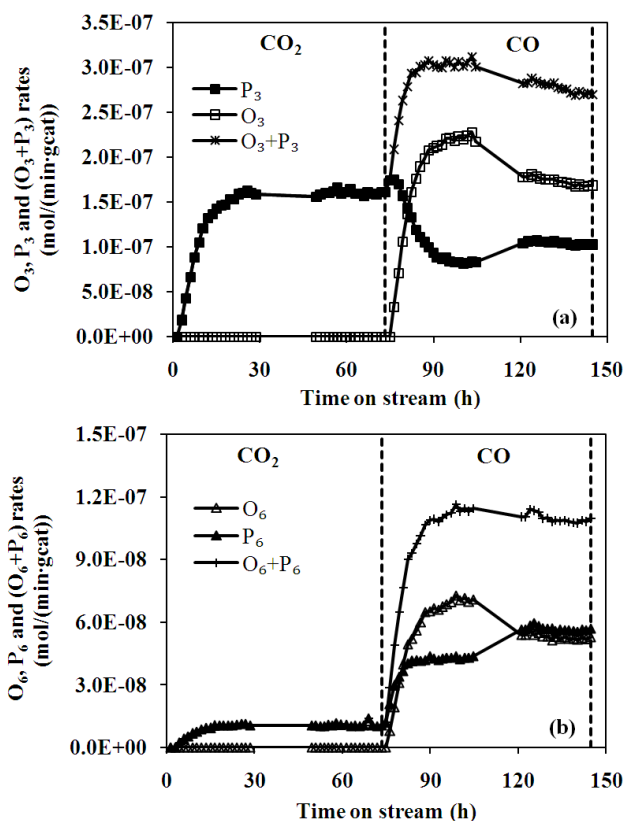 O₃, P₃ and (O₃+P₃) rates
(mol/(min·gcat))
3.5E-07
3.0E-07
2.5E-07
2.0E-07
1.5E-07
1.0E-07
5.0E-08
0.0E+00
CO₂
CO
P₃
O₃
O₃+P₃
(a)
0 30 60 90 120 150
Time on stream (h)
O₆, P₆ and (O₆+P₆) rates
(mol/(min·gcat))
1.5E-07
1.2E-07
9.0E-08
6.0E-08
3.0E-08
0.0E+00
CO₂
CO
O₆
P₆
O₆+P₆
(b)
0 30 60 90 120 150
Time on stream (h)